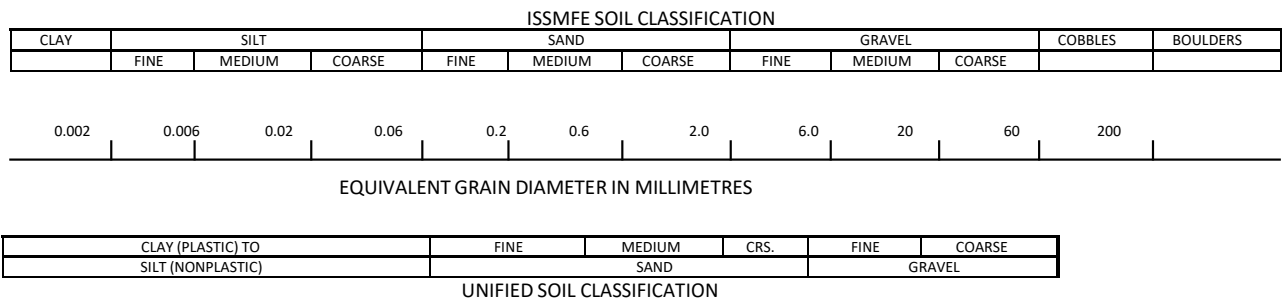 ISSMFE SOIL CLASSIFICATION
CLAY SILT SAND GRAVEL COBBLES BOULDERS
FINE MEDIUM COARSE FINE MEDIUM COARSE FINE MEDIUM COARSE
0.002 0.006 0.02 0.06 0.2 0.6 2.0 6.0 20 60 200
EQUIVALENT GRAIN DIAMETER IN MILLIMETRES
CLAY (PLASTIC) TO FINE MEDIUM CRS. FINE COARSE
SILT (NONPLASTIC) SAND GRAVEL
UNIFIED SOIL CLASSIFICATION